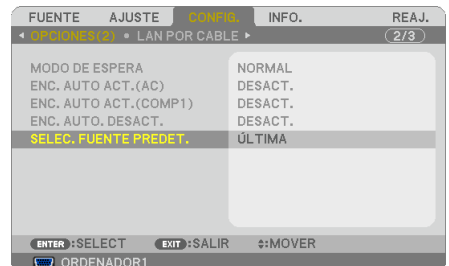 FUENTE AJUSTE CONFIG. INFO. REAJ.
OPCIONES(2) • LAN POR CABLE 2/3
MODO DE ESPERA NORMAL
ENC. AUTO ACT.(AC) DESACT.
ENC. AUTO ACT.(COMP1) DESACT.
ENC. AUTO. DESACT. DESACT.
SELEC. FUENTE PREDET. ÚLTIMA
ENTER :SELECT EXIT :SALIR :MOVER
ORDENADOR1